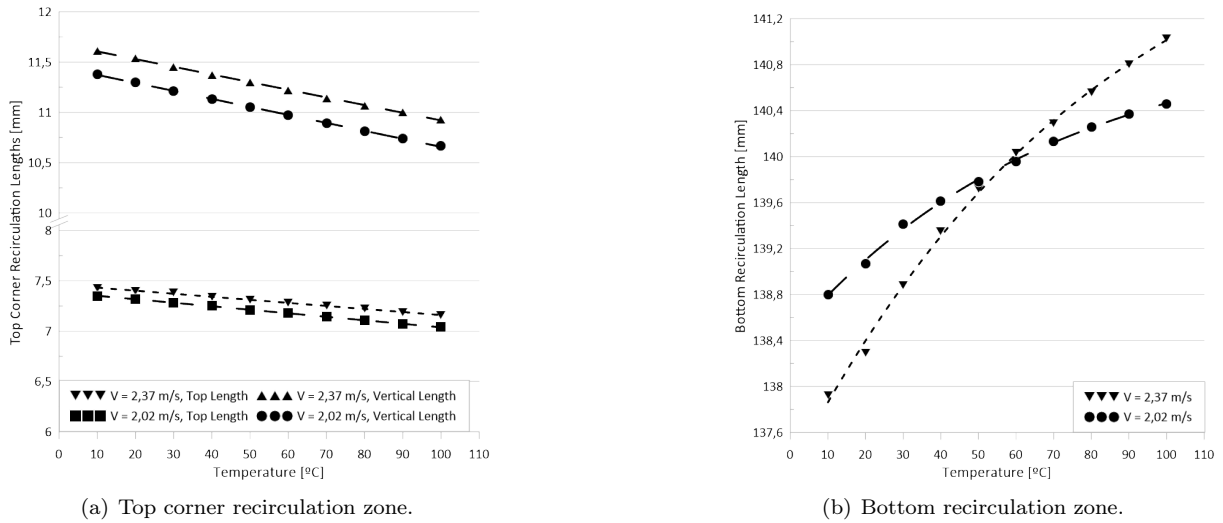 12
11,5
11
10,5
10
8
7,5
7
6,5
6
Top Corner Recirculation Lengths [mm]
V = 2,37 m/s, Top Length V = 2,37 m/s, Vertical Length
V = 2,02 m/s, Top Length V = 2,02 m/s, Vertical Length
0 10 20 30 40 50 60 70 80 90 100 110
Temperature [ºC]
(a) Top corner recirculation zone.
141,2
140,8
140,4
140
139,6
139,2
138,8
138,4
138
137,6
Bottom Recirculation Length [mm]
V = 2,37 m/s
V = 2,02 m/s
0 10 20 30 40 50 60 70 80 90 100 110
Temperature [ºC]
(b) Bottom recirculation zone.